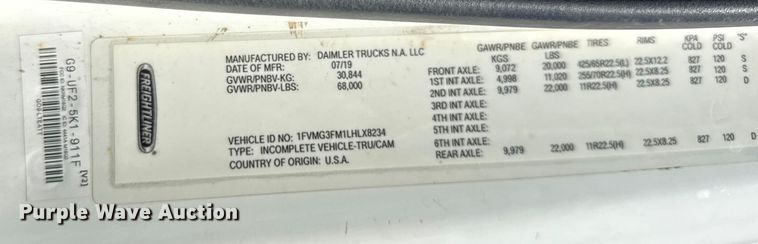 G9-UF2-5K1-911F (V2)
FREIGHTLINER
MANUFACTURED BY: DAIMLER TRUCKS N.A. LLC
DATE OF MFR: 07/19
GVWR/PNBV-KG: 30,844
GVWR/PNBV-LBS: 68,000
VEHICLE ID NO: 1FVMG3FM1LHLX8234
TYPE: INCOMPLETE VEHICLE-TRU/CAM
COUNTRY OF ORIGIN: U.S.A.
GAWR/PNBE KGS GAWR/PNBE LBS TIRES RIMS KPA COLD PSI COLD "S"
FRONT AXLE: 9,072 20,000 425/65R22.5(L) 22.5X12.2 827 120 S
1ST INT AXLE: 4,998 11,020 255/70R22.5(H) 22.5X8.25 827 120 S
2ND INT AXLE: 9,979 22,000 11R22.5(H) 22.5X8.25 827 120 D
3RD INT AXLE:
4TH INT AXLE:
5TH INT AXLE:
6TH INT AXLE:
REAR AXLE: 9,979 22,000 11R22.5(H) 22.5X8.25 827 120 D
Purple Wave Auction